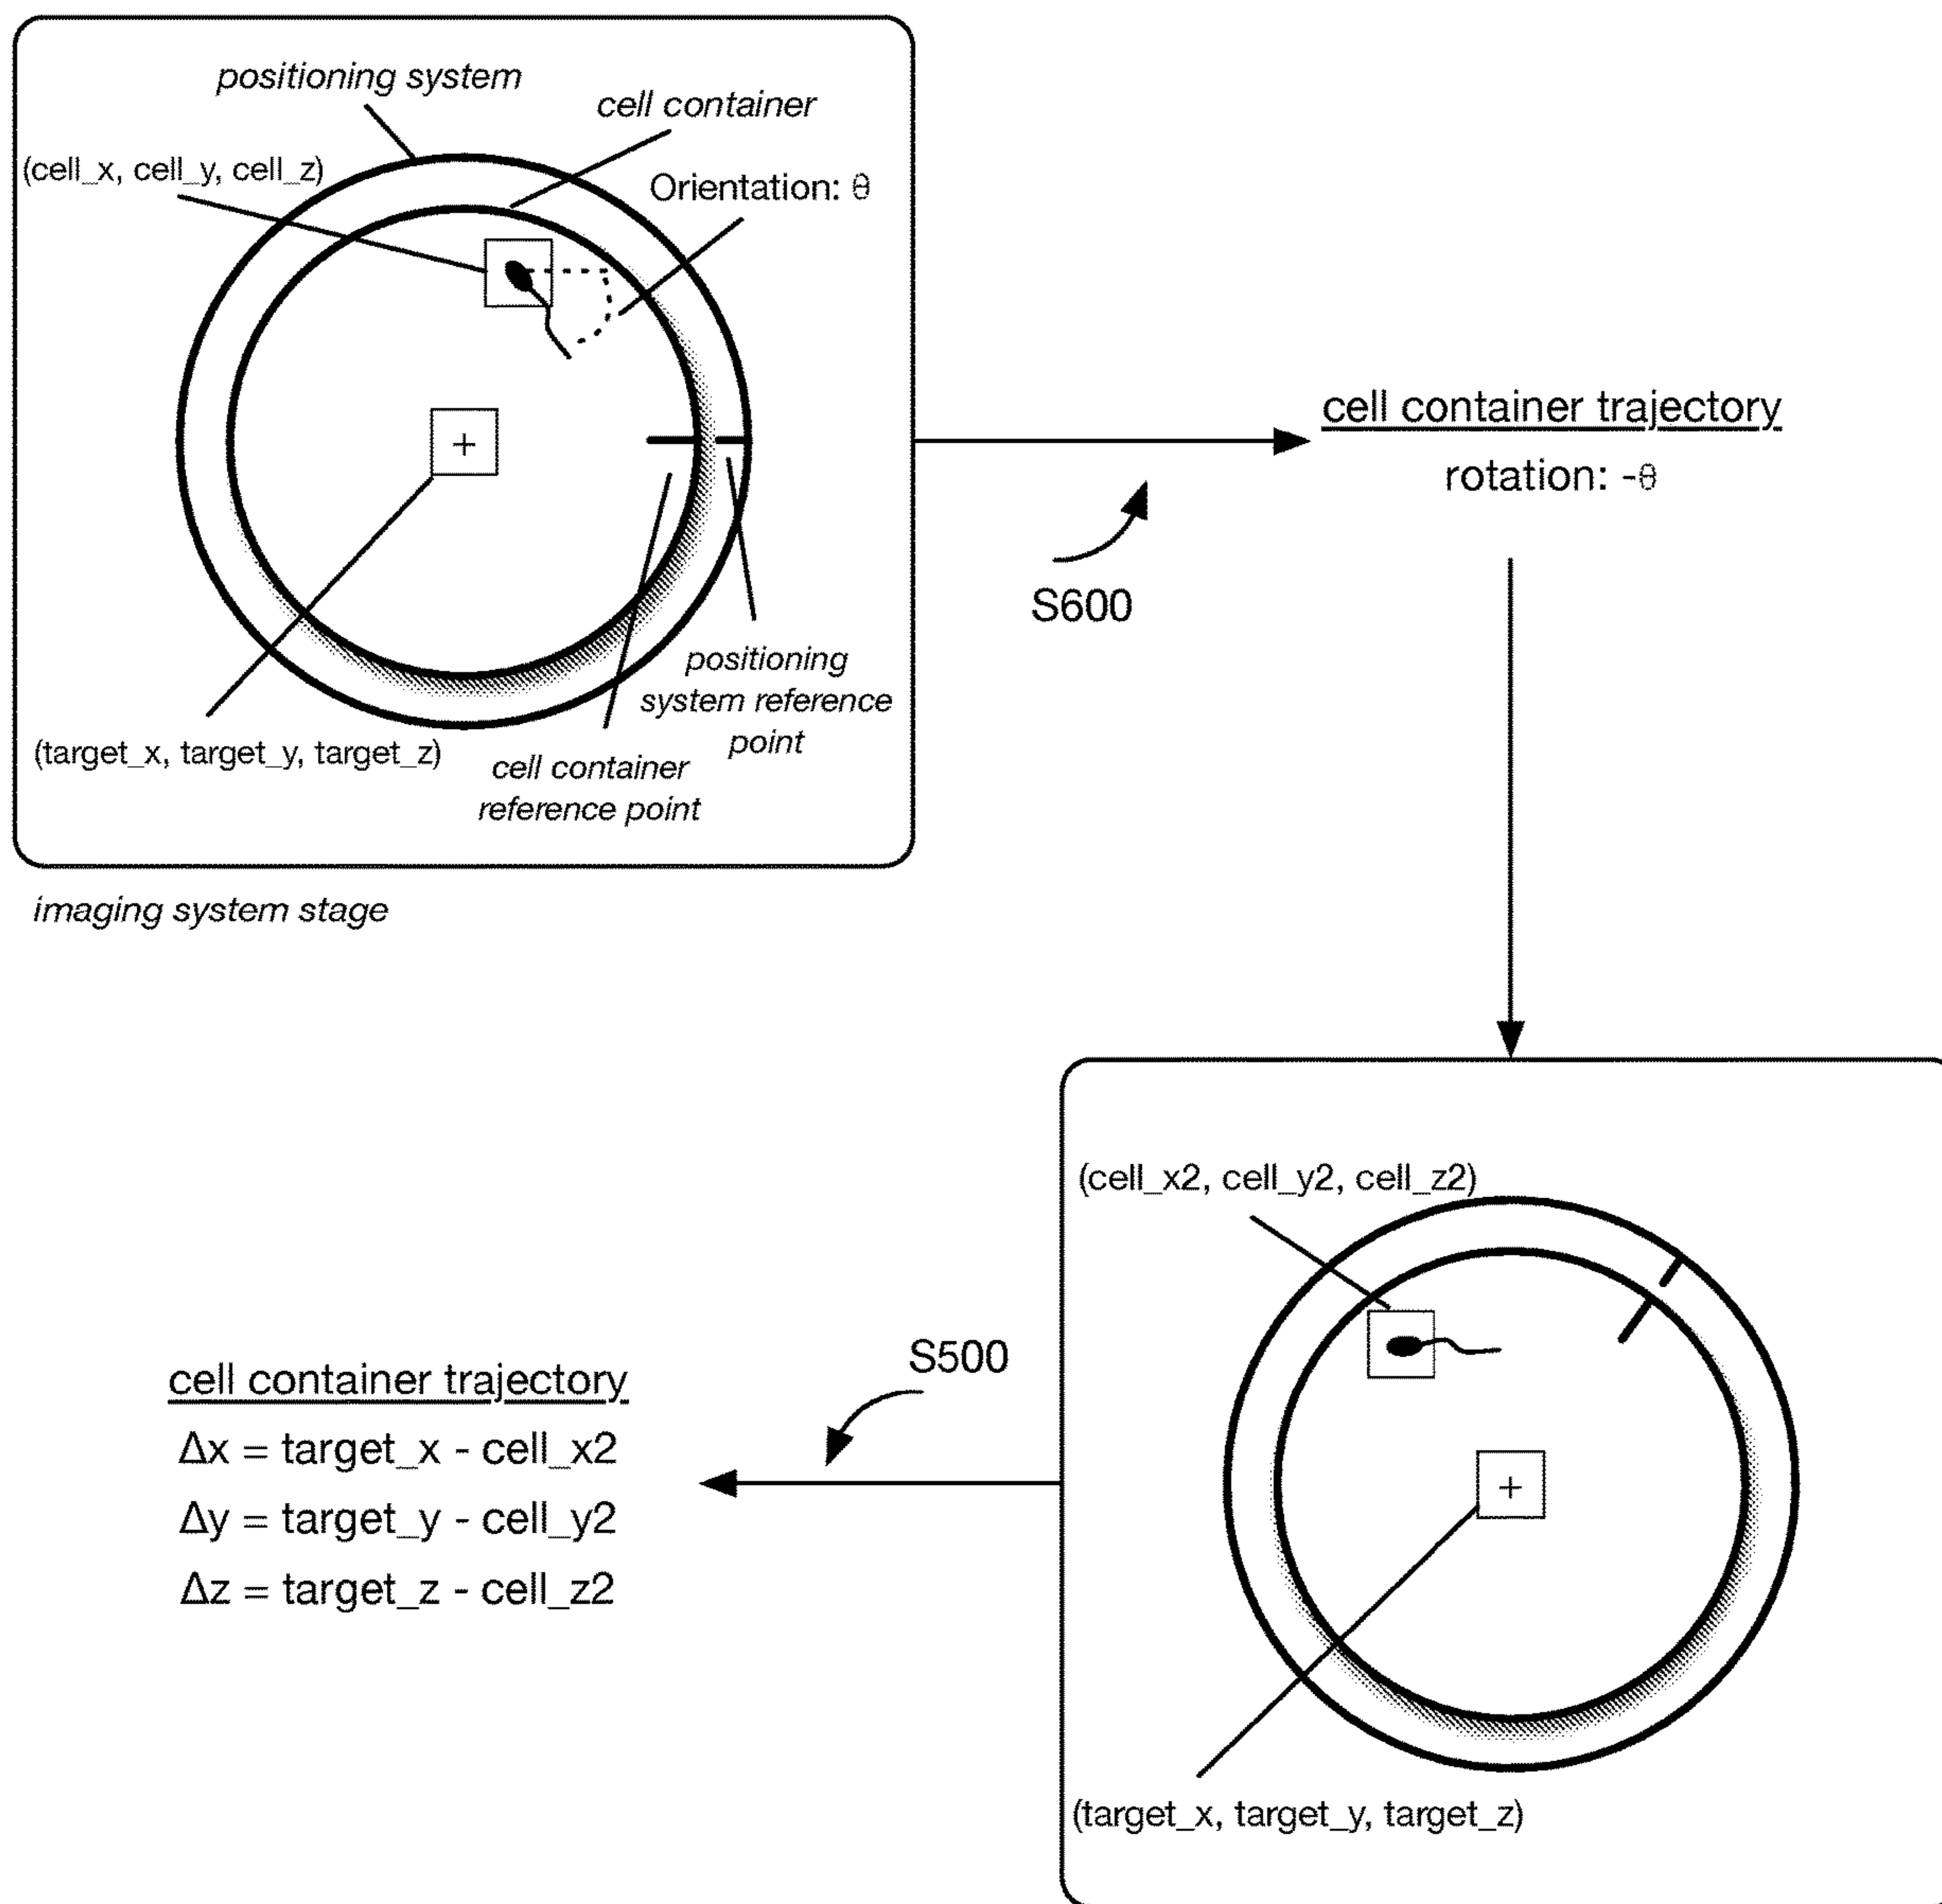 positioning system
cell container
(cell_x, cell_y, cell_z)
Orientation: θ
+
positioning
system reference
point
(target_x, target_y, target_z)
cell container
reference point
imaging system stage
S600
cell container trajectory
rotation: -θ
(cell_x2, cell_y2, cell_z2)
+
(target_x, target_y, target_z)
S500
cell container trajectory
Δx = target_x - cell_x2
Δy = target_y - cell_y2
Δz = target_z - cell_z2